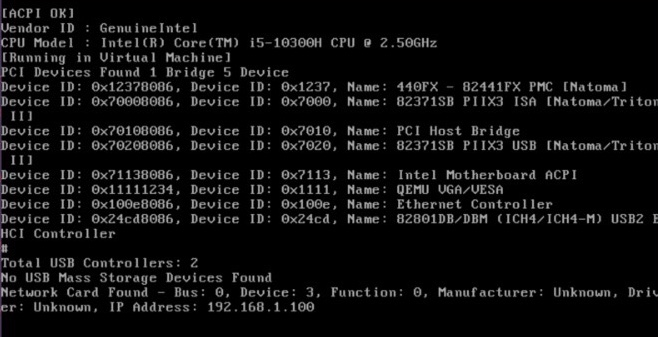 [ACPI OK]
Vendor ID : GenuineIntel
CPU Model : Intel(R) Core(TM) i5-10300H CPU @ 2.50GHz
[Running in Virtual Machine]
PCI Devices Found 1 Bridge 5 Device
Device ID: 0x12378086, Device ID: 0x1237, Name: 440FX - 82441FX PMC [Natoma]
Device ID: 0x70008086, Device ID: 0x7000, Name: 82371SB PIIX3 ISA [Natoma/Triton
II]
Device ID: 0x70108086, Device ID: 0x7010, Name: PCI Host Bridge
Device ID: 0x70208086, Device ID: 0x7020, Name: 82371SB PIIX3 USB [Natoma/Triton
II]
Device ID: 0x71138086, Device ID: 0x7113, Name: Intel Motherboard ACPI
Device ID: 0x11111234, Device ID: 0x1111, Name: QEMU VGA/VESA
Device ID: 0x100e8086, Device ID: 0x100e, Name: Ethernet Controller
Device ID: 0x24cd8086, Device ID: 0x24cd, Name: 82801DB/DBM (ICH4/ICH4-M) USB2 E
HCI Controller
#
Total USB Controllers: 2
No USB Mass Storage Devices Found
Network Card Found - Bus: 0, Device: 3, Function: 0, Manufacturer: Unknown, Driv
er: Unknown, IP Address: 192.168.1.100